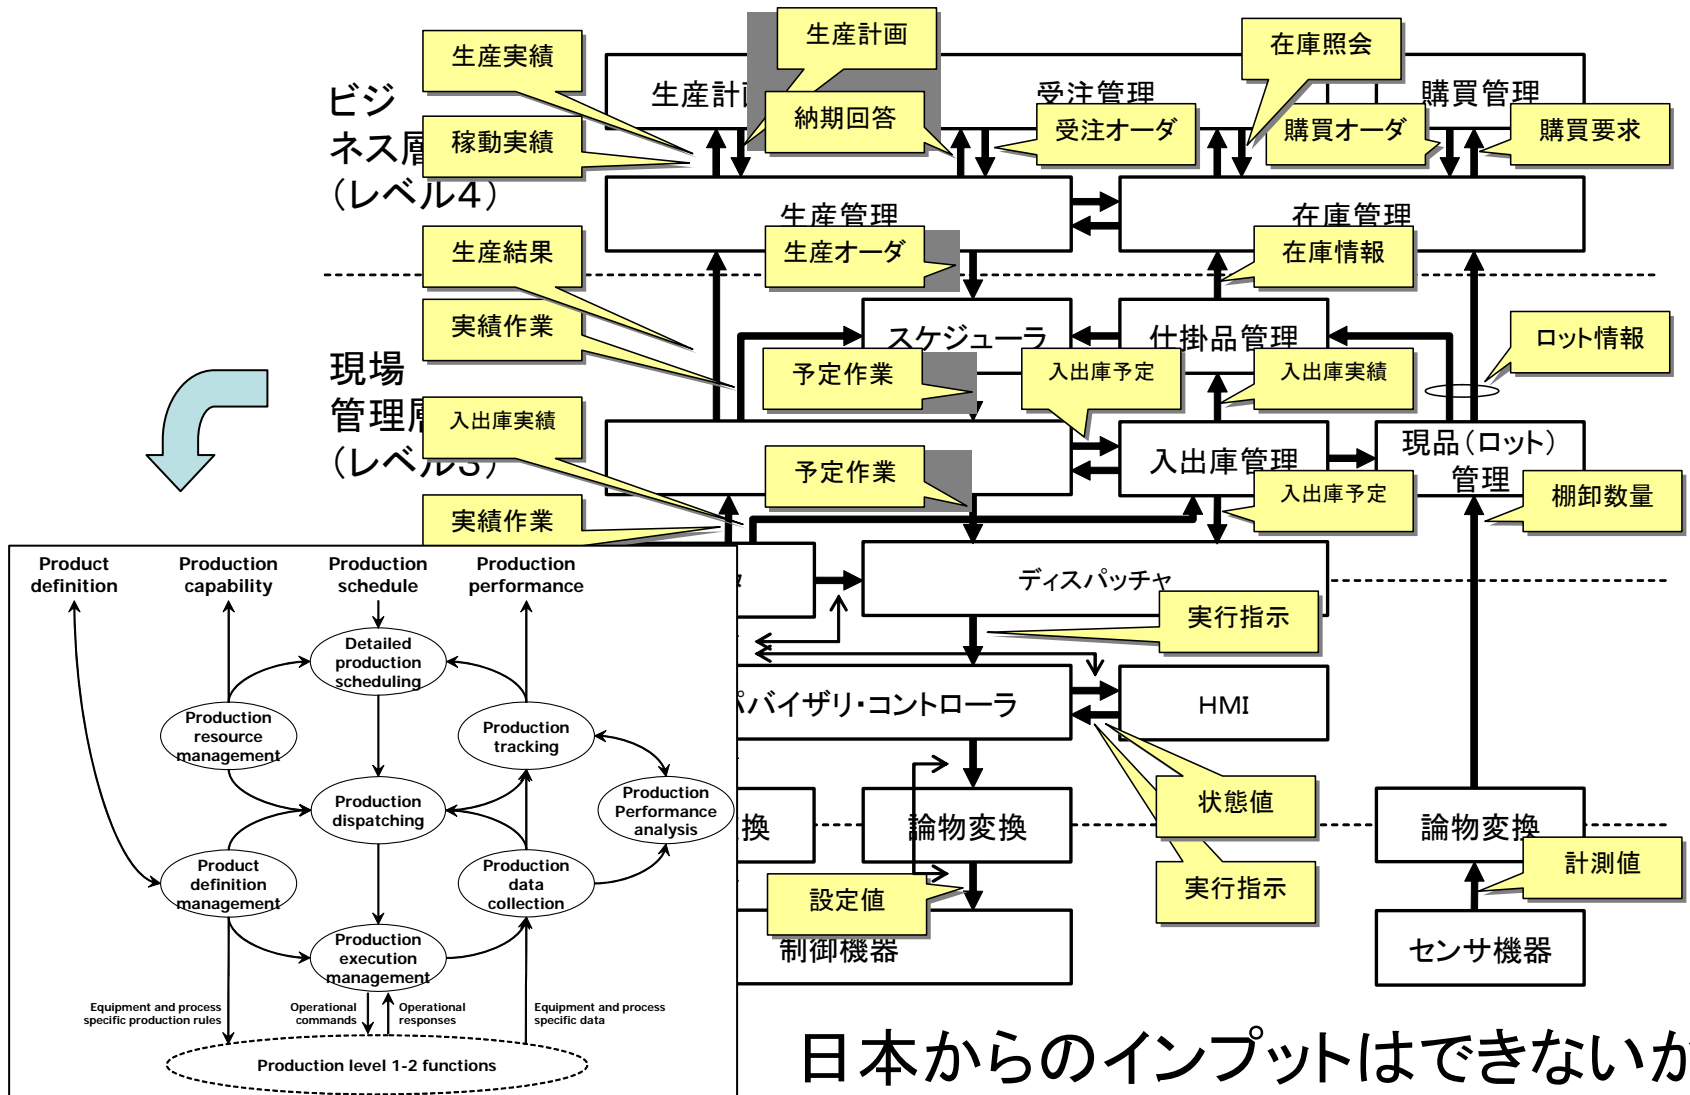 生産計画
在庫照会
生産実績
生産計
受注管理
購買管理
ビジ
ネス層
(レベル4)
納期回答
受注オーダ
購買オーダ
購買要求
稼動実績
生産管理
在庫管理
生産結果
生産オーダ
在庫情報
実績作業
スケジューラ
仕掛品管理
ロット情報
現場
管理層
(レベル3)
予定作業
入出庫予定
入出庫実績
入出庫実績
予定作業
入出庫管理
現品(ロット)
管理
入出庫予定
棚卸数量
実績作業
ディスパッチャ
実行指示
パバイザリ・コントローラ
HMI
状態値
変換
論物変換
論物変換
計測値
実行指示
設定値
制御機器
センサ機器
日本からのインプットはできないか
Product
definition
Production
capability
Production
schedule
Production
performance
Detailed
production
scheduling
Production
resource
management
Production
tracking
Production
dispatching
Production
Performance
analysis
Product
definition
management
Production
data
collection
Production
execution
management
Equipment and process
specific production rules
Operational
commands
Operational
responses
Equipment and process
specific data
Production level 1-2 functions